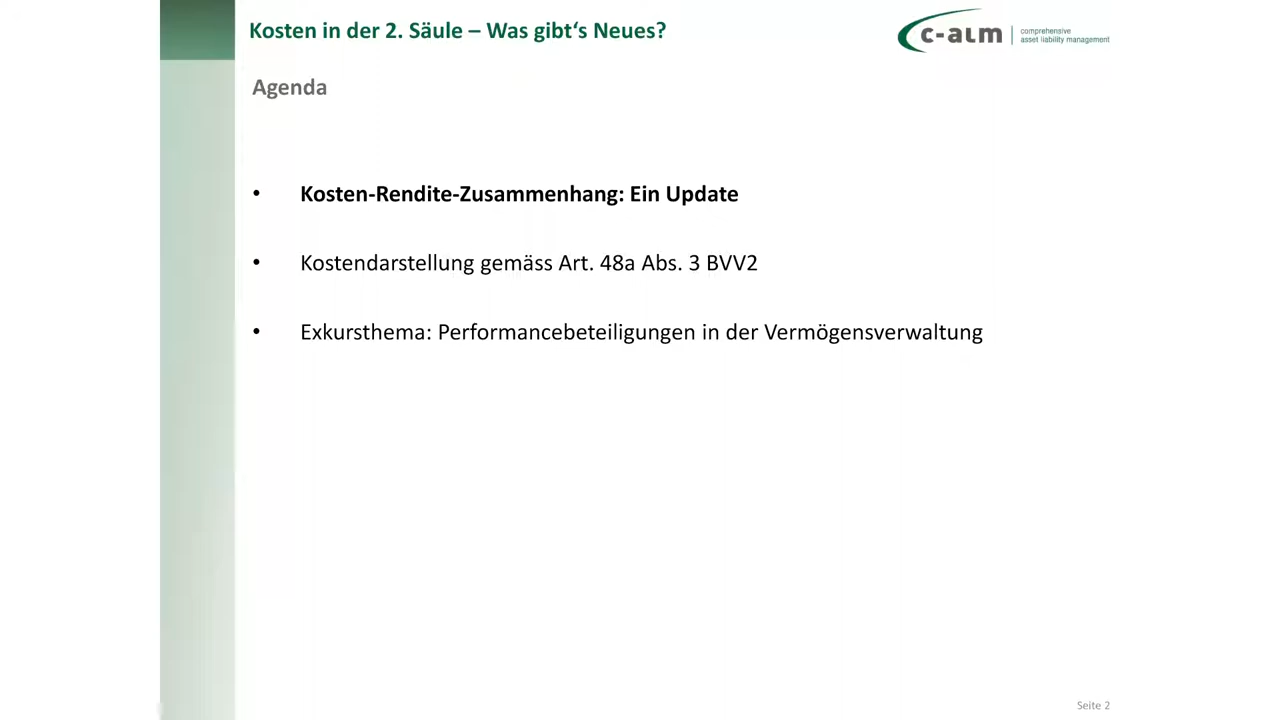 Kosten in der 2. Säule – Was gibt‘s Neues?
c-alm
comprehensive
asset liability management
Agenda
• Kosten-Rendite-Zusammenhang: Ein Update
• Kostendarstellung gemäss Art. 48a Abs. 3 BVV2
• Exkursthema: Performancebeteiligungen in der Vermögensverwaltung
Seite 2